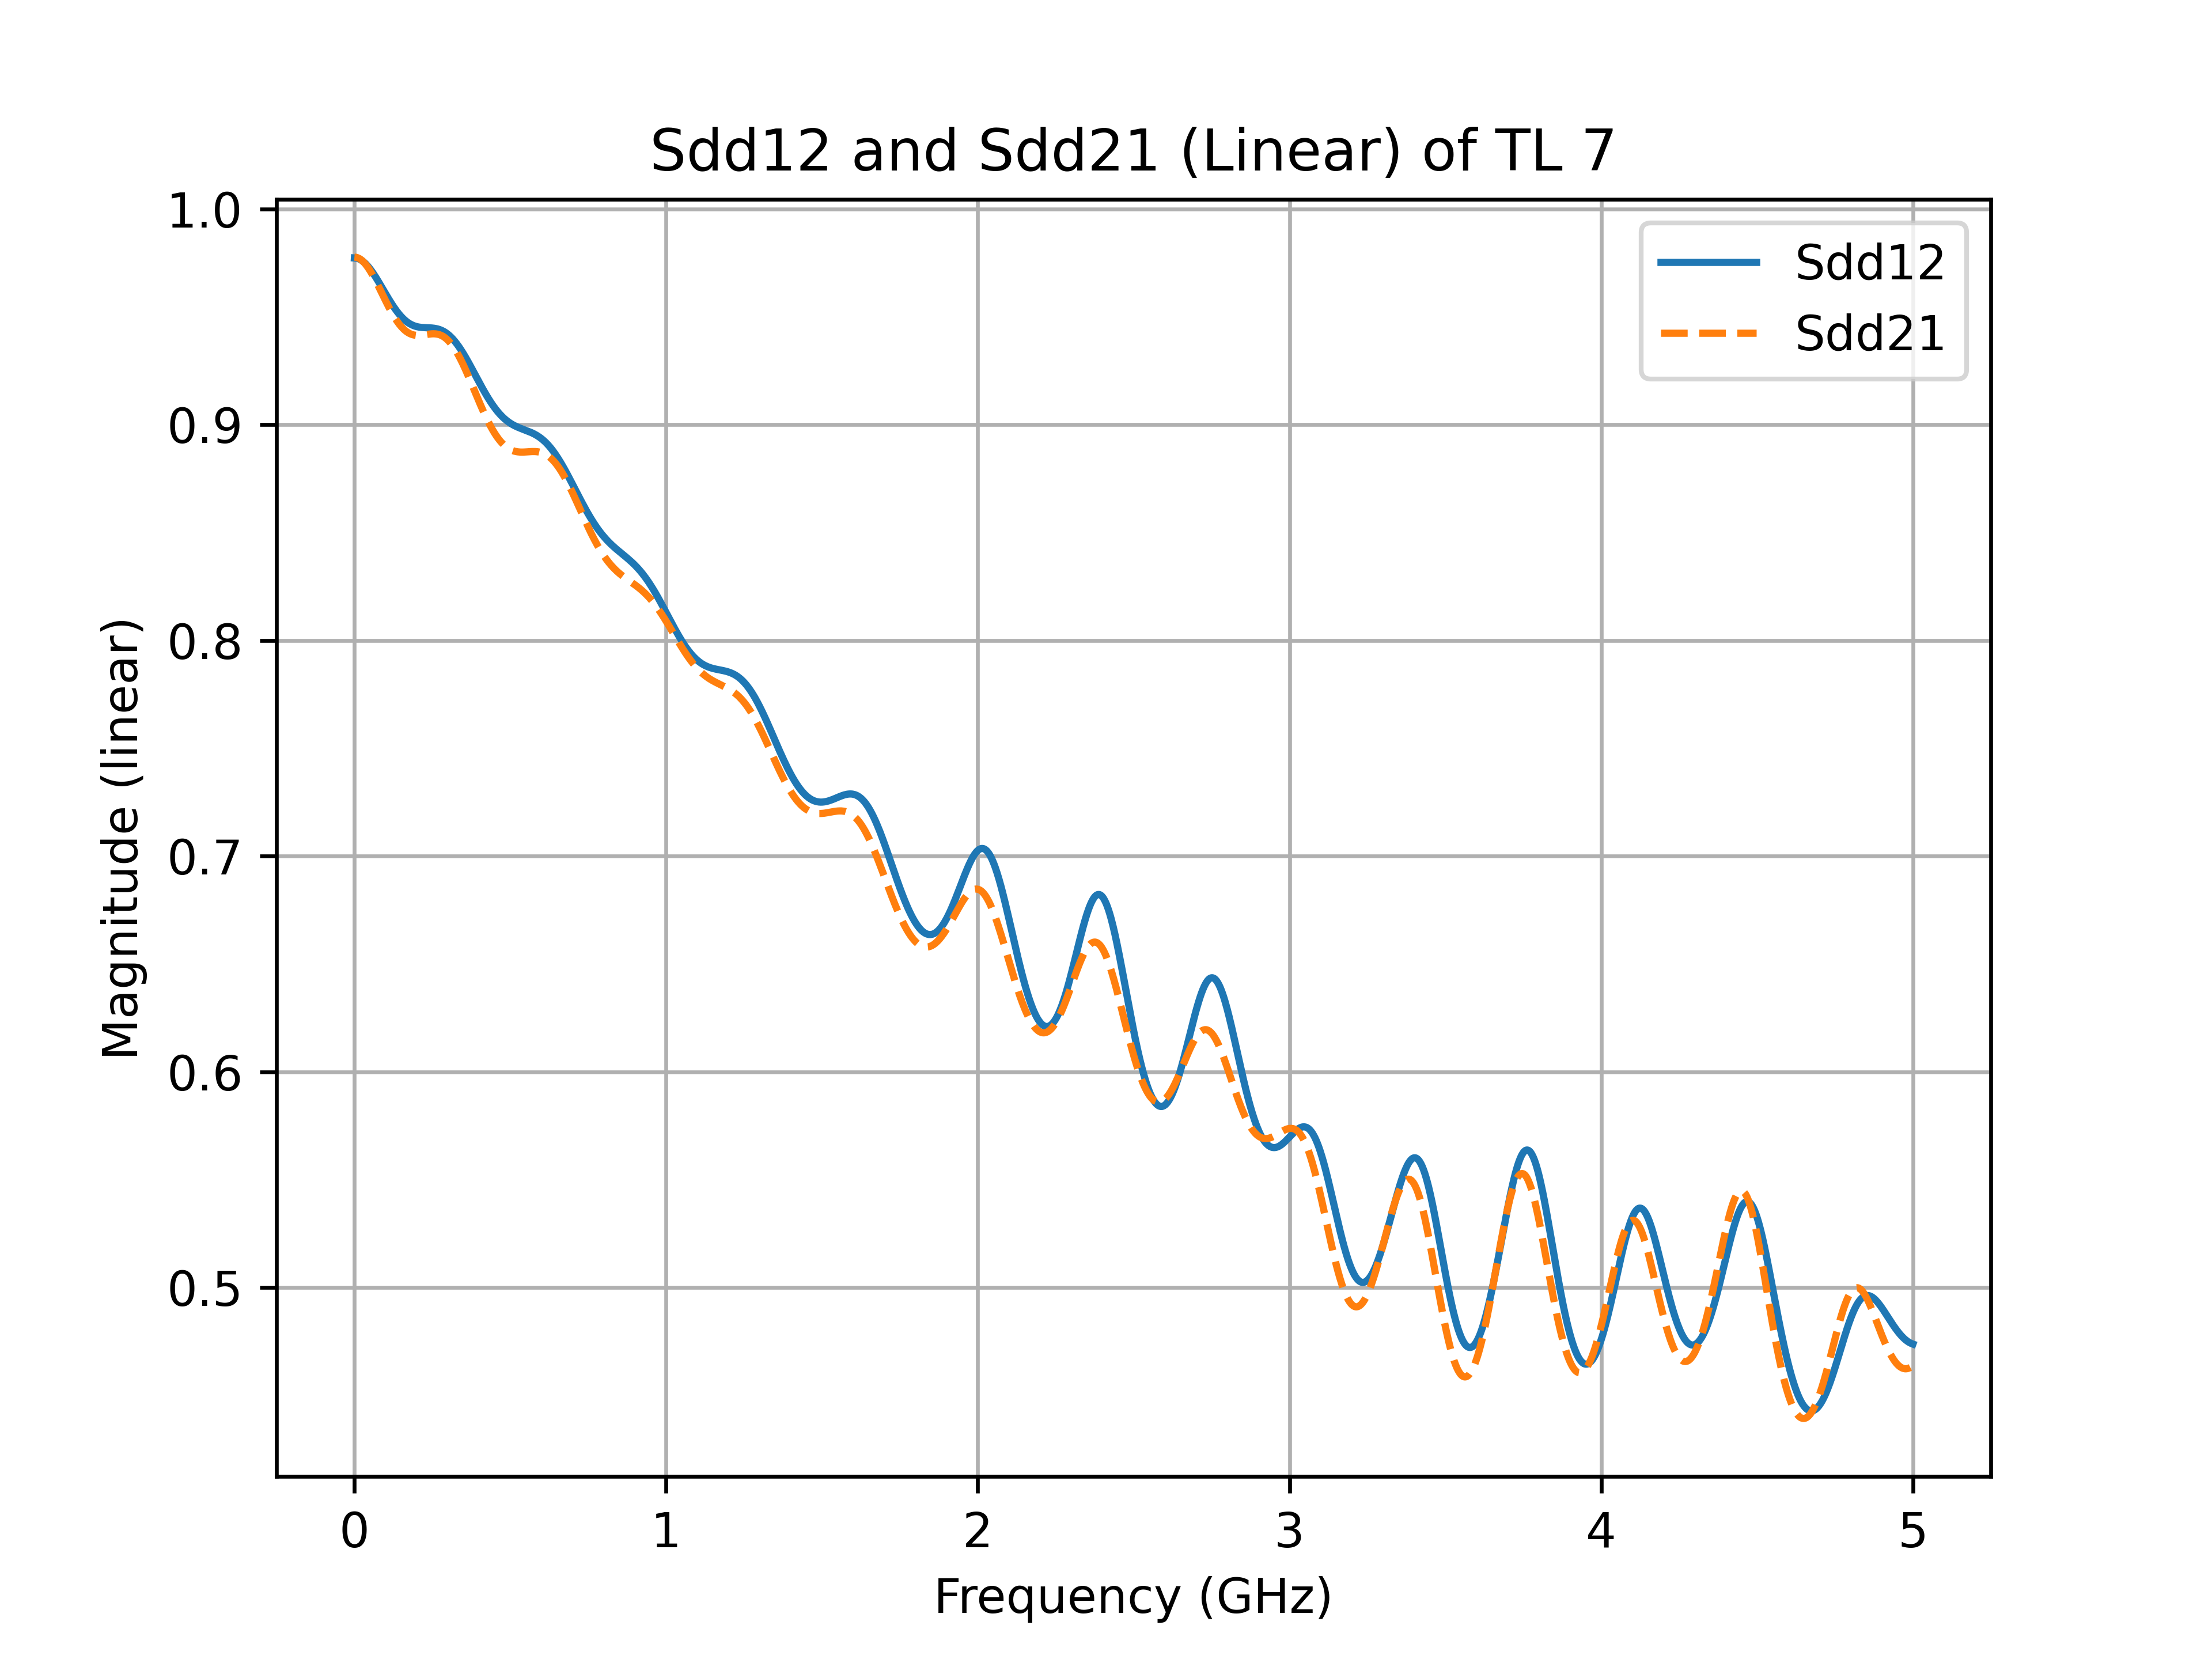 Sdd12 and Sdd21 (Linear) of TL 7
Sdd12
Sdd21
Magnitude (linear)
1.0
0.9
0.8
0.7
0.6
0.5
0 1 2 3 4 5
Frequency (GHz)